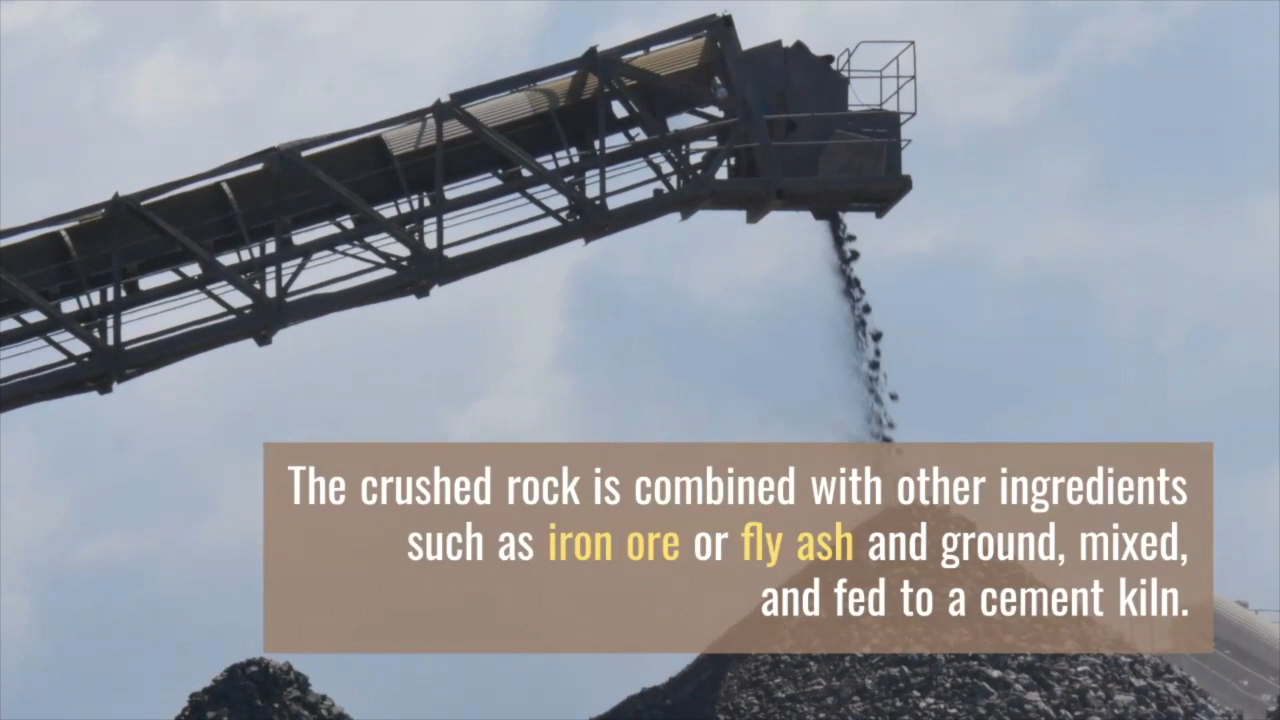 The crushed rock is combined with other ingredients
such as iron ore or fly ash and ground, mixed,
and fed to a cement kiln.